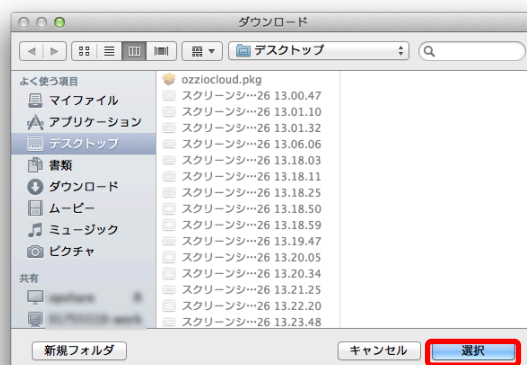 ダウンロード
デスクトップ
よく使う項目
マイファイル
アプリケーション
デスクトップ
書類
ダウンロード
ムービー
ミュージック
ピクチャ
共有
ozziocloud.pkg
スクリーンシ…26 13.00.47
スクリーンシ…26 13.01.10
スクリーンシ…26 13.01.32
スクリーンシ…26 13.06.06
スクリーンシ…26 13.18.03
スクリーンシ…26 13.18.11
スクリーンシ…26 13.18.25
スクリーンシ…26 13.18.50
スクリーンシ…26 13.18.59
スクリーンシ…26 13.19.47
スクリーンシ…26 13.20.05
スクリーンシ…26 13.20.34
スクリーンシ…26 13.21.25
スクリーンシ…26 13.22.20
スクリーンシ…26 13.23.48
新規フォルダ
キャンセル
選択